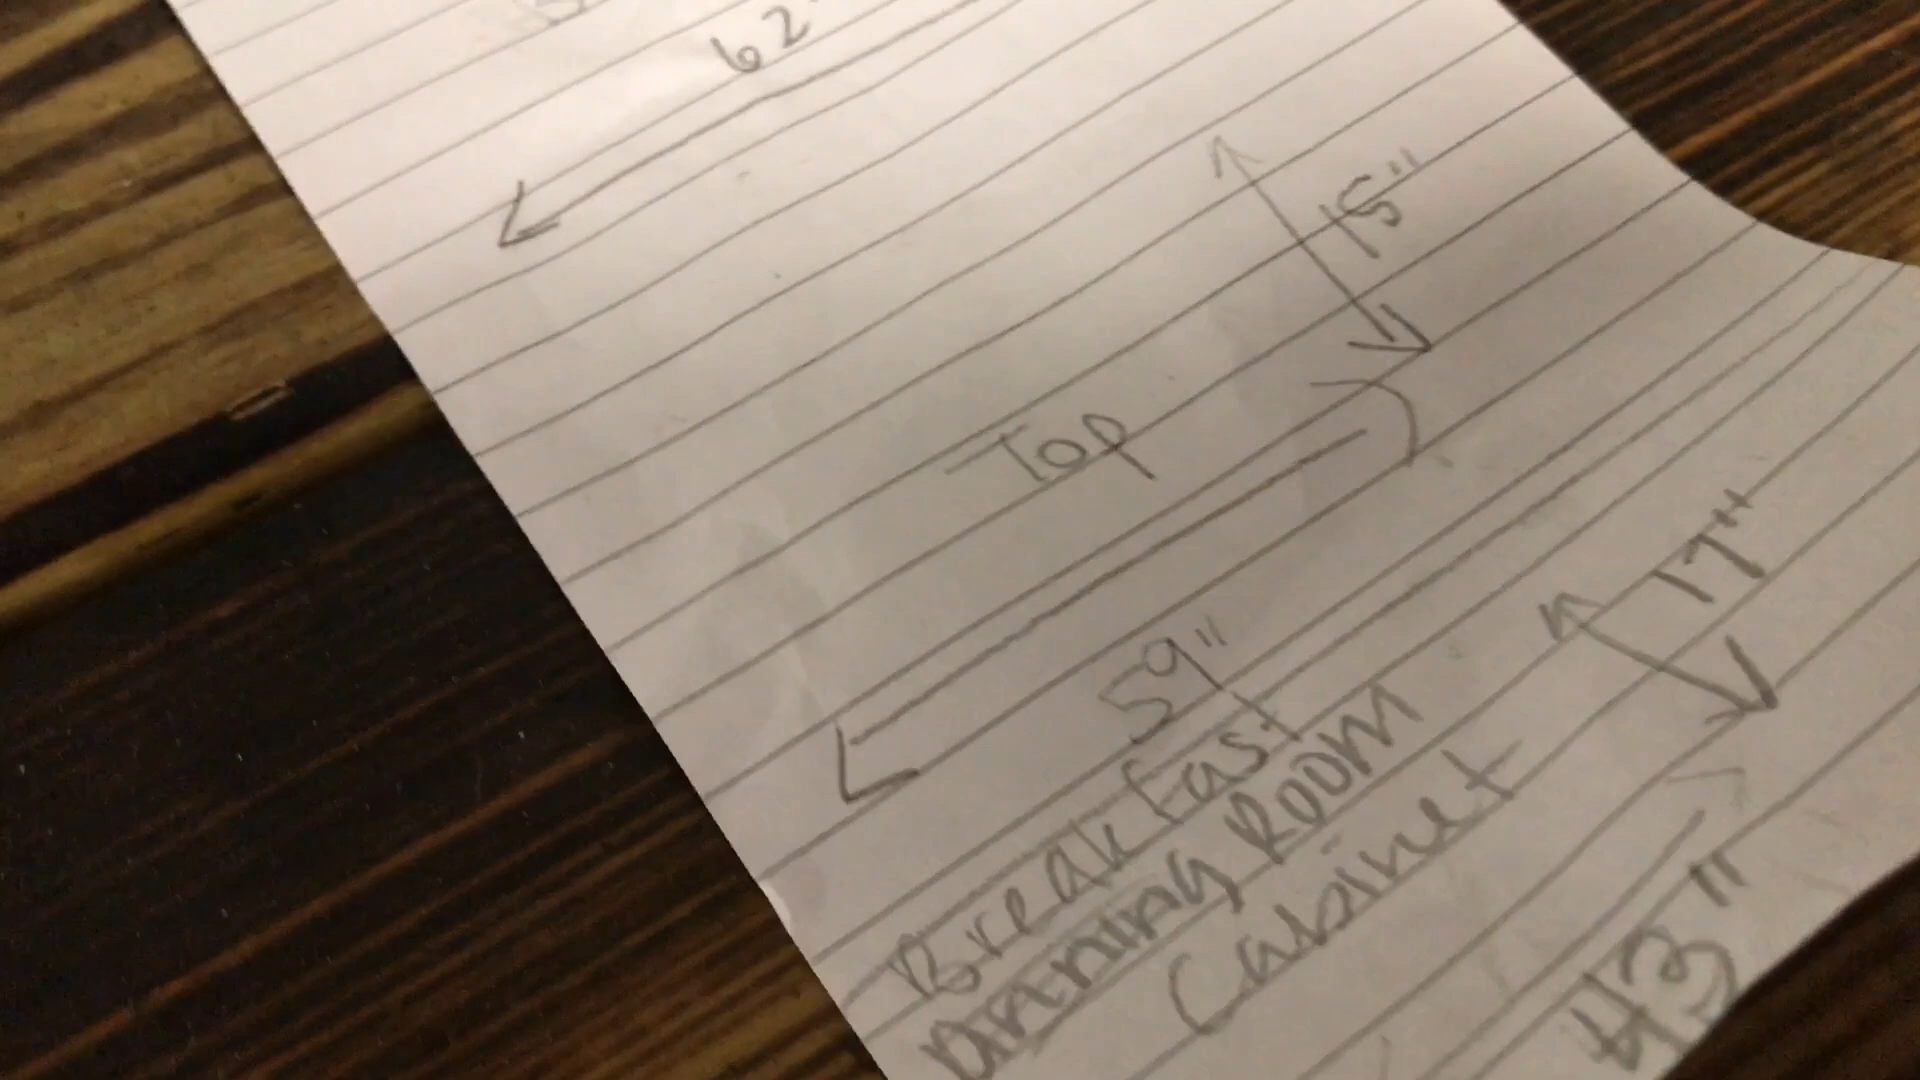 62"
15"
Top
59"
17"
Breakfast
Dinning Room
Cabinet
43"